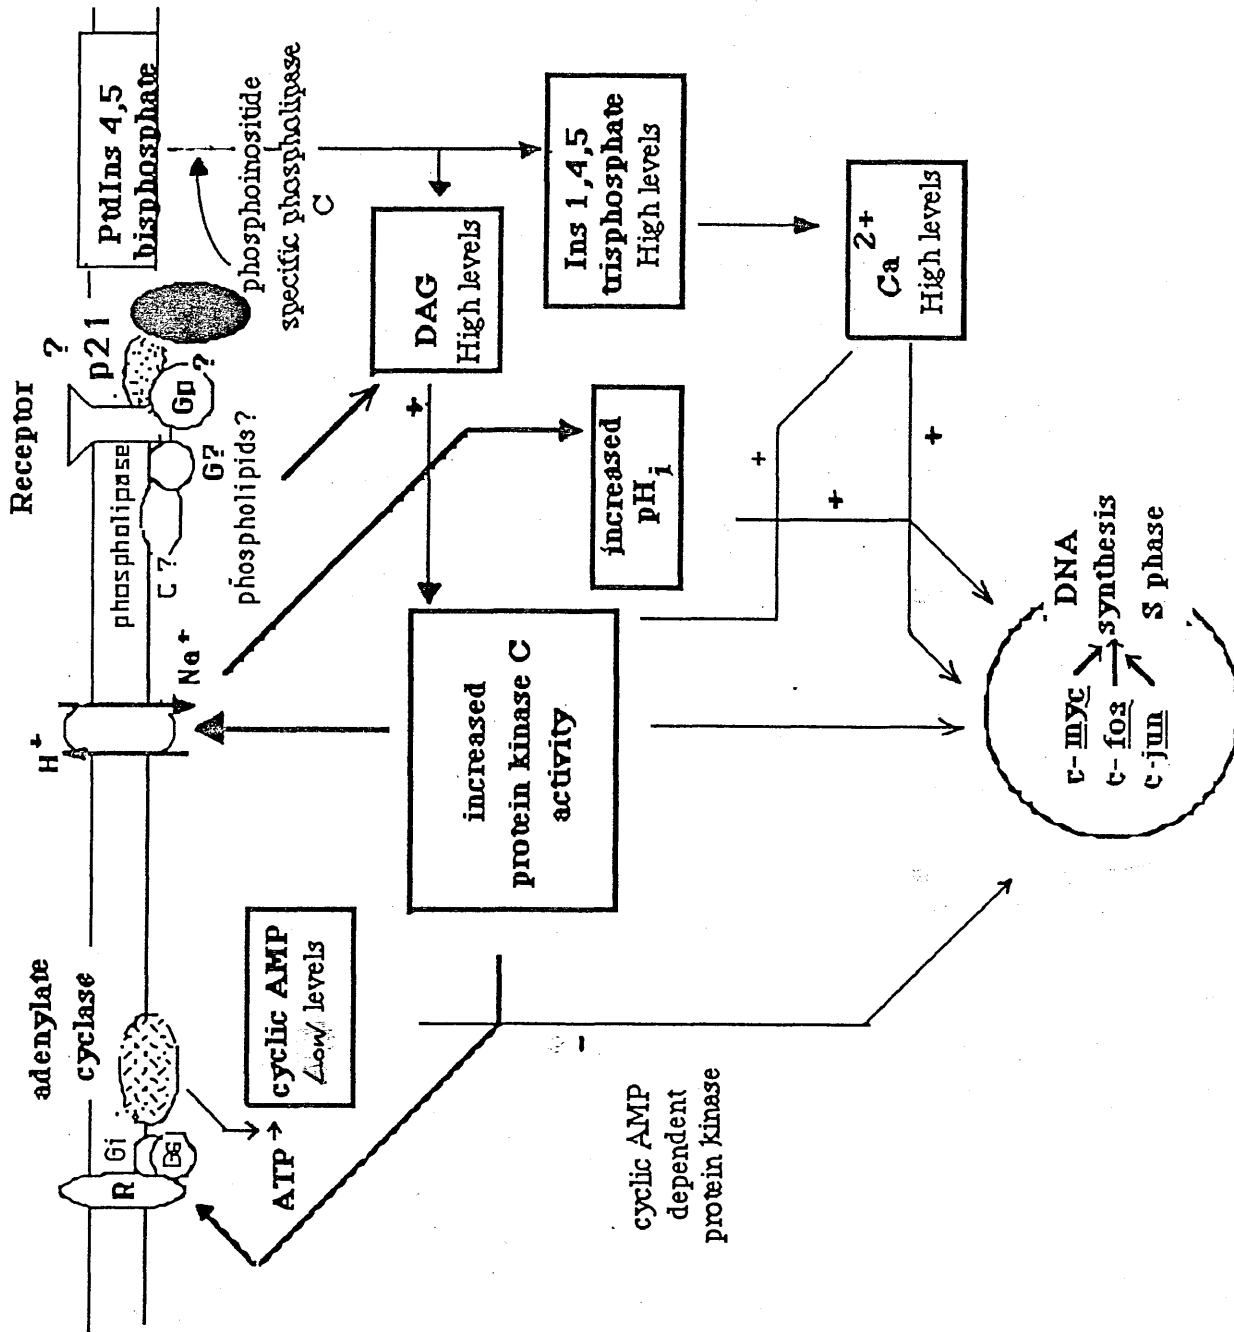 adenylate
cyclase
R
Gi
ATP →
cyclic AMP
Low levels
H+
Na+
Receptor
?
p21
phospholipase
C ?
G?
Gp
?
phospholipids?
PtdIns 4,5
bisphosphate
phosphoinositide
specific phospholipase
C
DAG
High levels
Ins 1,4,5
trisphosphate
High levels
Ca2+
High levels
increased
pHi
increased
protein kinase C
activity
+
+
+
+
-
cyclic AMP
dependent
protein kinase
c-myc
c-fos
c-jun
DNA
synthesis
S phase